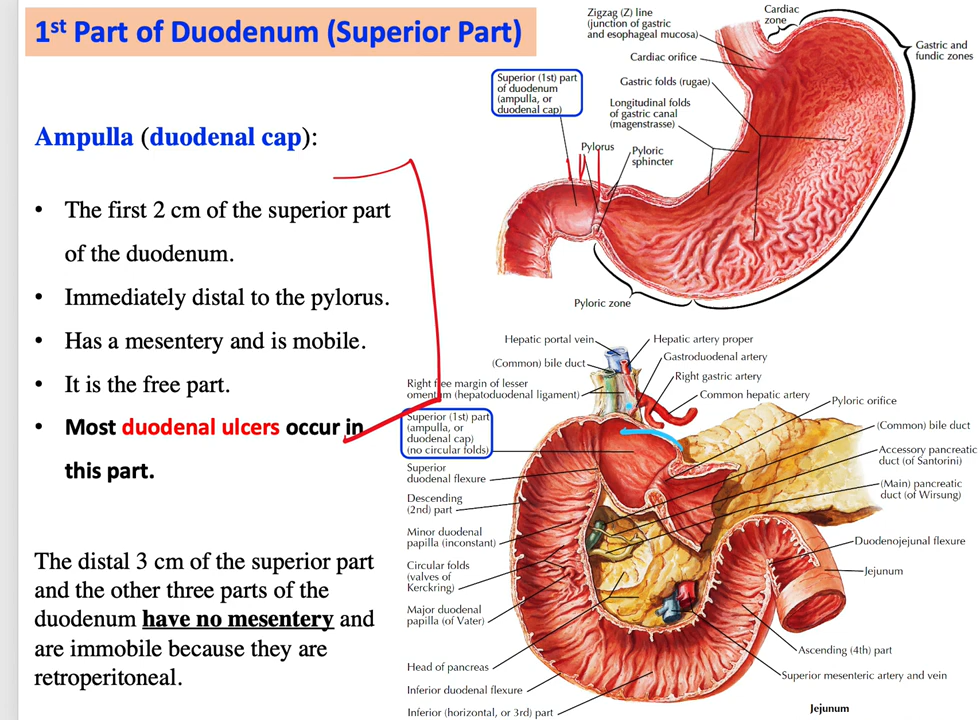 1st Part of Duodenum (Superior Part)
Ampulla (duodenal cap):
• The first 2 cm of the superior part
of the duodenum.
• Immediately distal to the pylorus.
• Has a mesentery and is mobile.
• It is the free part.
• Most duodenal ulcers occur in
this part.
The distal 3 cm of the superior part
and the other three parts of the
duodenum have no mesentery and
are immobile because they are
retroperitoneal.
Zigzag (Z) line
(junction of gastric
and esophageal mucosa)
Cardiac
zone
Cardiac orifice
Gastric and
fundic zones
Superior (1st) part
of duodenum
(ampulla, or
duodenal cap)
Gastric folds (rugae)
Longitudinal folds
of gastric canal
(magenstrasse)
Pylorus
Pyloric
sphincter
Pyloric zone
Hepatic portal vein
Hepatic artery proper
(Common) bile duct
Gastroduodenal artery
Right gastric artery
Right free margin of lesser
omentum (hepatoduodenal ligament)
Common hepatic artery
Pyloric orifice
Superior (1st) part
(ampulla, or
duodenal cap)
(no circular folds)
(Common) bile duct
Accessory pancreatic
duct (of Santorini)
Superior
duodenal flexure
(Main) pancreatic
duct (of Wirsung)
Descending
(2nd) part
Minor duodenal
papilla (inconstant)
Duodenojejunal flexure
Circular folds
(valves of
Kerckring)
Jejunum
Major duodenal
papilla (of Vater)
Ascending (4th) part
Head of pancreas
Superior mesenteric artery and vein
Inferior duodenal flexure
Inferior (horizontal, or 3rd) part
Jejunum